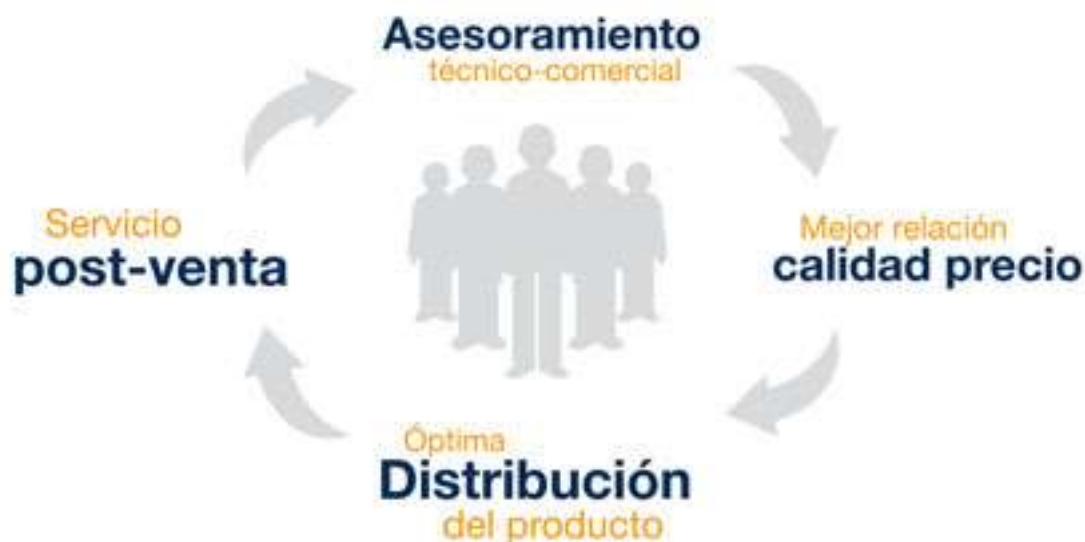 Asesoramiento
técnico-comercial
Servicio
post-venta
Mejor relación
calidad precio
Óptima
Distribución
del producto